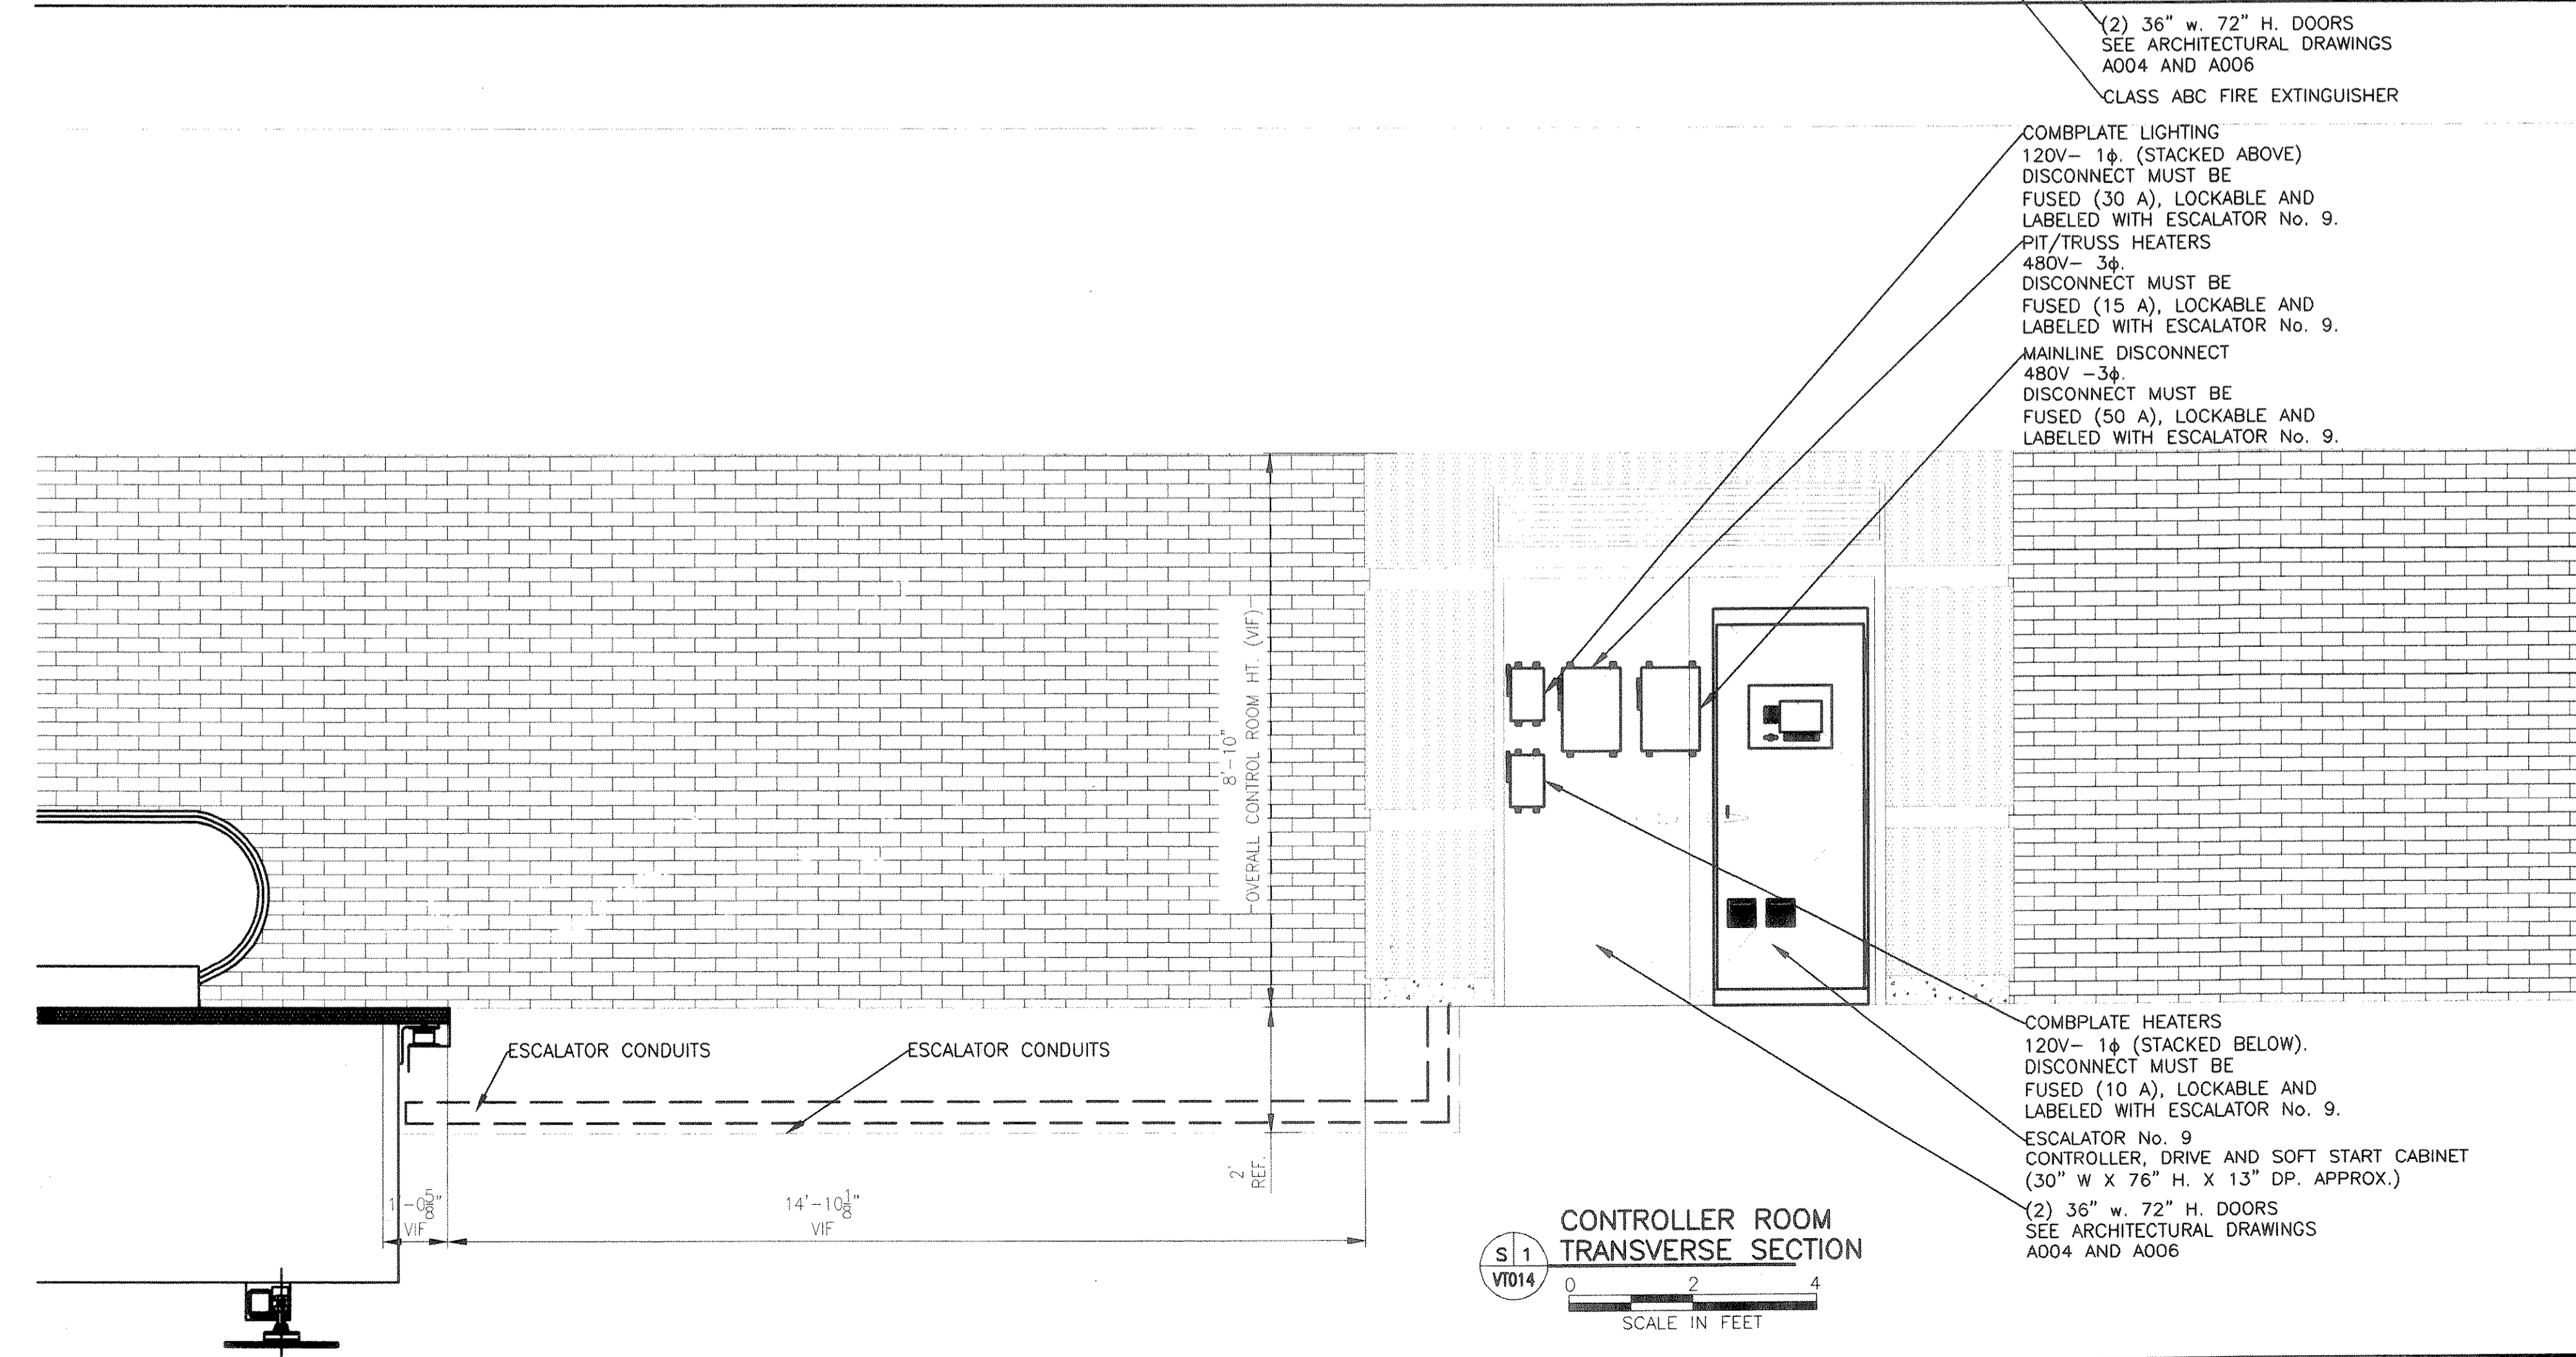 (2) 36" w. 72" H. DOORS
SEE ARCHITECTURAL DRAWINGS
A004 AND A006
CLASS ABC FIRE EXTINGUISHER
COMBPLATE LIGHTING
120V- 1ϕ. (STACKED ABOVE)
DISCONNECT MUST BE
FUSED (30 A), LOCKABLE AND
LABELED WITH ESCALATOR No. 9.
PIT/TRUSS HEATERS
480V- 3ϕ.
DISCONNECT MUST BE
FUSED (15 A), LOCKABLE AND
LABELED WITH ESCALATOR No. 9.
MAINLINE DISCONNECT
480V -3ϕ.
DISCONNECT MUST BE
FUSED (50 A), LOCKABLE AND
LABELED WITH ESCALATOR No. 9.
8'-10"
OVERALL CONTROL ROOM HT. (VIF)
ESCALATOR CONDUITS
ESCALATOR CONDUITS
2'
REF.
1'-0 5/8"
VIF
14'-10 1/8"
VIF
COMBPLATE HEATERS
120V- 1ϕ (STACKED BELOW).
DISCONNECT MUST BE
FUSED (10 A), LOCKABLE AND
LABELED WITH ESCALATOR No. 9.
ESCALATOR No. 9
CONTROLLER, DRIVE AND SOFT START CABINET
(30" W X 76" H. X 13" DP. APPROX.)
(2) 36" w. 72" H. DOORS
SEE ARCHITECTURAL DRAWINGS
A004 AND A006
S 1
VT014
CONTROLLER ROOM
TRANSVERSE SECTION
0 2 4
SCALE IN FEET